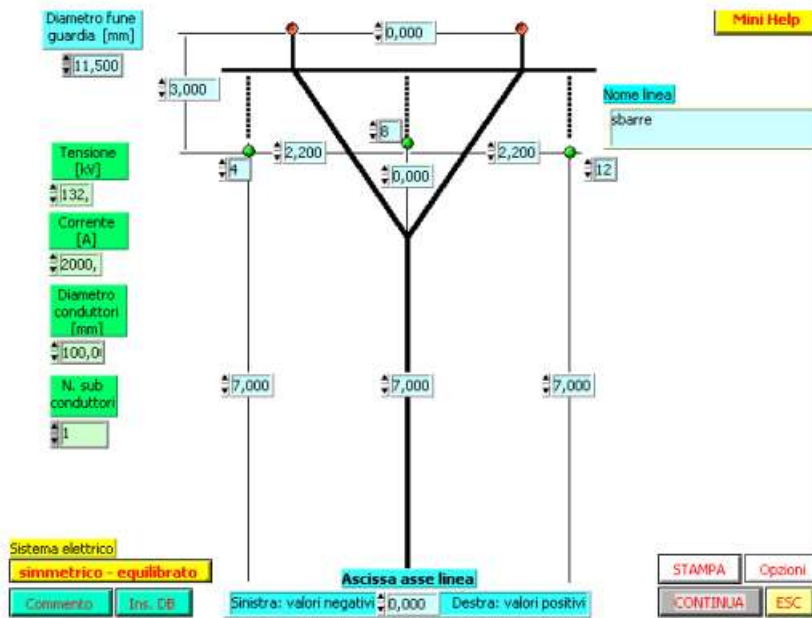 Diametro fune
guardia [mm]
11,500
0,000
Mini Help
3,000
Nome linea
sbarre
8
2,200
2,200
4
0,000
12
Tensione
[kV]
132,
Corrente
[A]
2000,
Diametro
conduttori
[mm]
100,0
7,000
7,000
7,000
N. sub
conduttori
1
Sistema elettrico
simmetrico - equilibrato
Commento
Ins. DB
Ascissa asse linea
Sinistra: valori negativi
0,000
Destra: valori positivi
STAMPA
Opzioni
CONTINUA
ESC